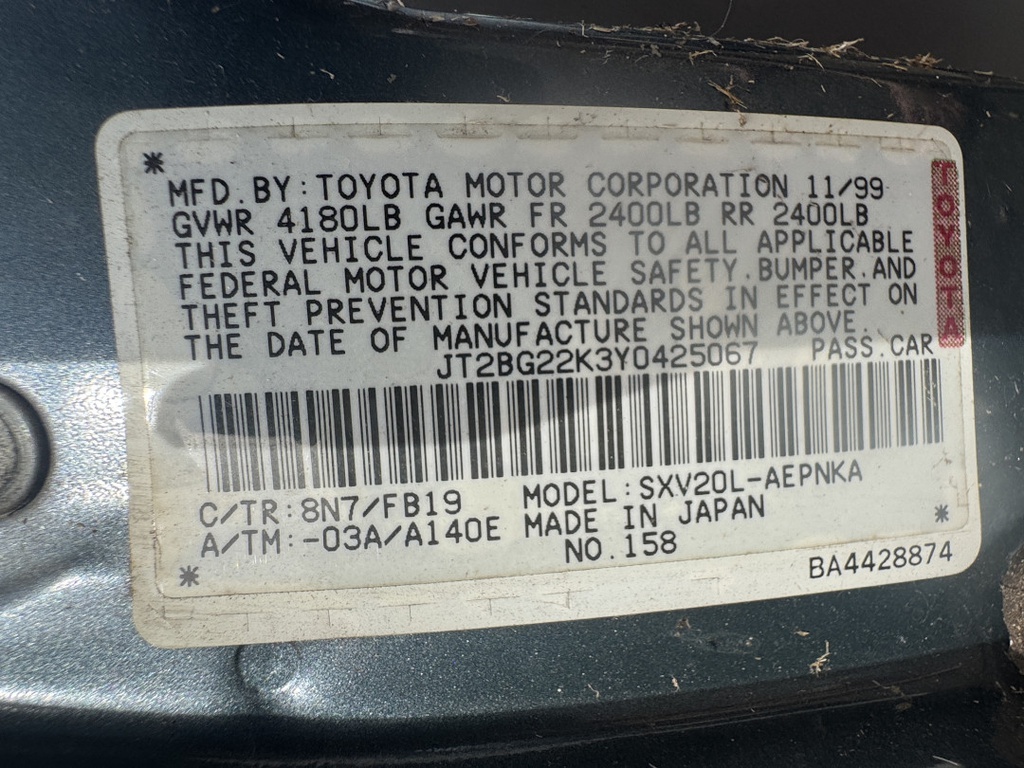 MFD. BY: TOYOTA MOTOR CORPORATION 11/99
GVWR 4180LB GAWR FR 2400LB RR 2400LB
THIS VEHICLE CONFORMS TO ALL APPLICABLE
FEDERAL MOTOR VEHICLE SAFETY, BUMPER, AND
THEFT PREVENTION STANDARDS IN EFFECT ON
THE DATE OF MANUFACTURE SHOWN ABOVE.
JT2BG22K3Y0425067 PASS. CAR
TOYOTA
C/TR: 8N7/FB19 MODEL: SXV20L-AEPNKA
A/TM: -03A/A140E MADE IN JAPAN
NO. 158
BA4428874